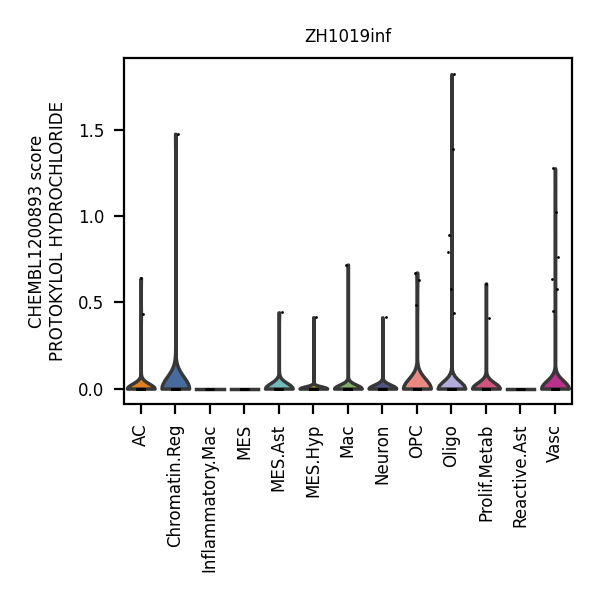 ZH1019inf
CHEMBL1200893 score
PROTOKYLOL HYDROCHLORIDE
1.5
1.0
0.5
0.0
AC
Chromatin.Reg
Inflammatory.Mac
MES
MES.Ast
MES.Hyp
Mac
Neuron
OPC
Oligo
Prolif.Metab
Reactive.Ast
Vasc